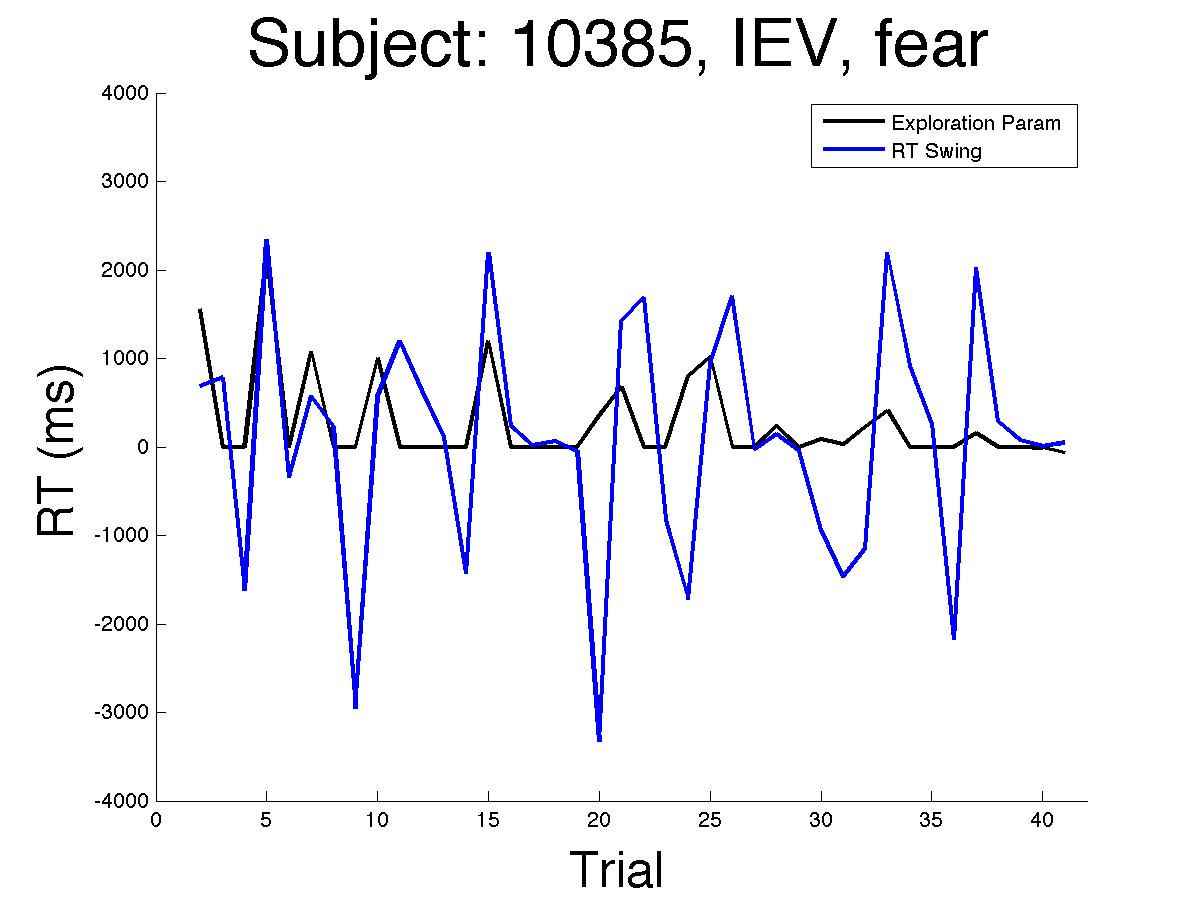 Subject: 10385, IEV, fear
4000
3000
2000
1000
0
-1000
-2000
-3000
-4000
RT (ms)
Exploration Param
RT Swing
0 5 10 15 20 25 30 35 40
Trial